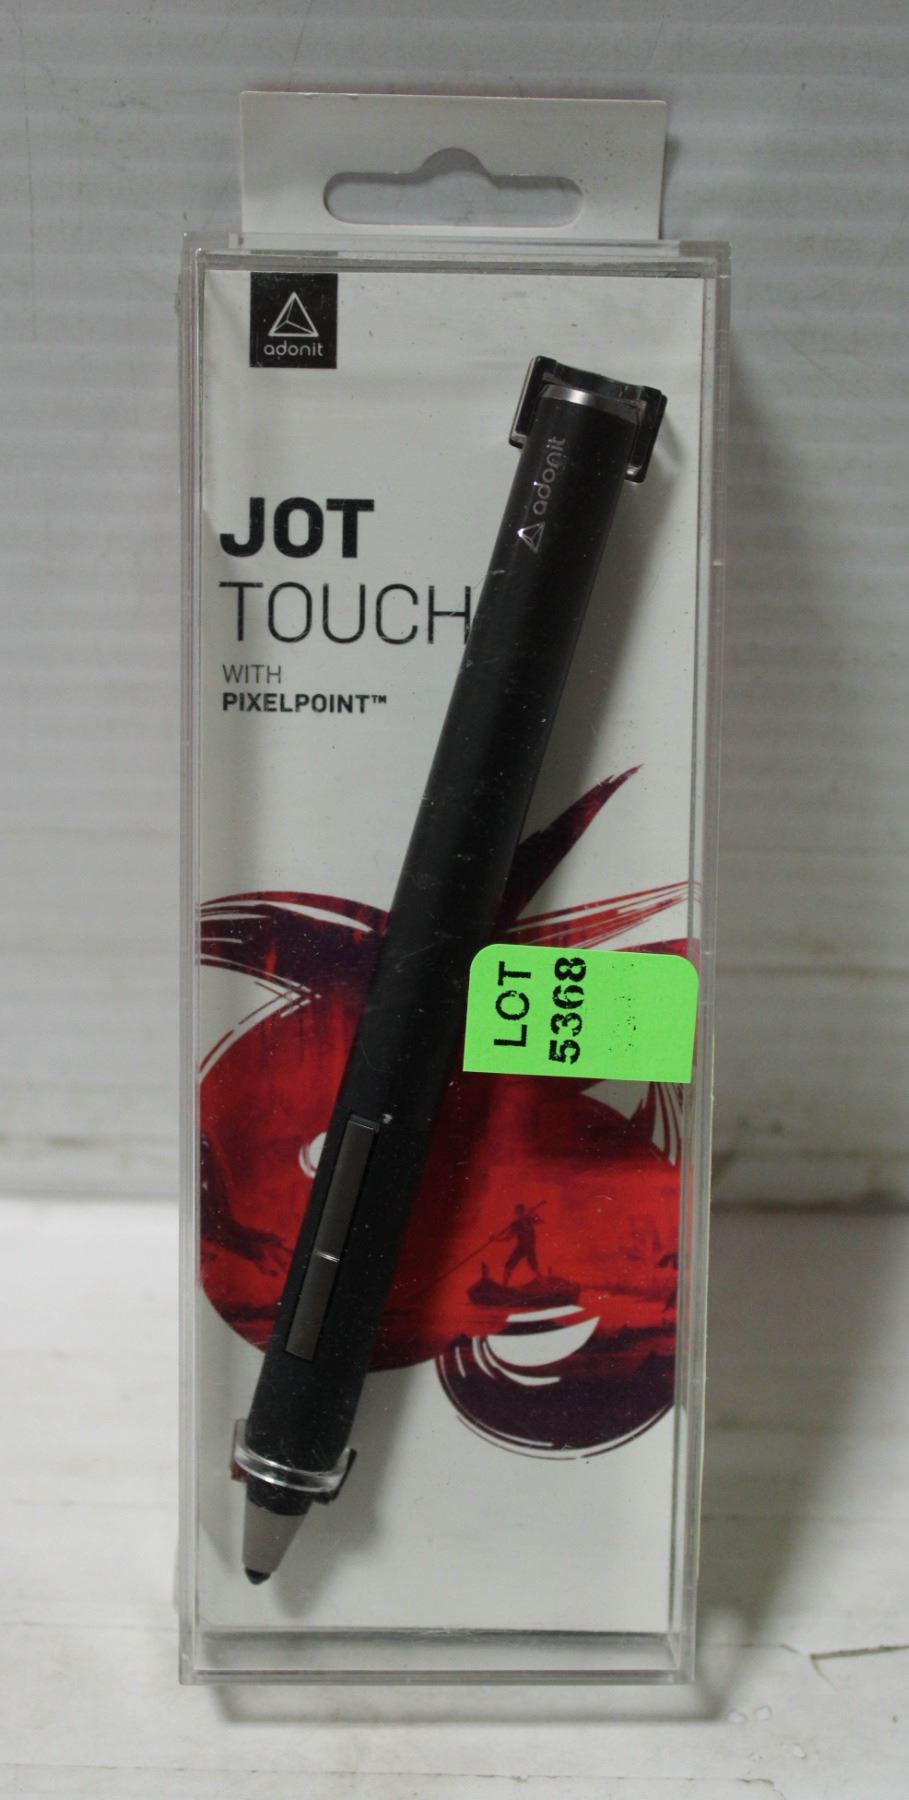 adonit
JOT
TOUCH
WITH
PIXELPOINT™
adonit
LOT
5368